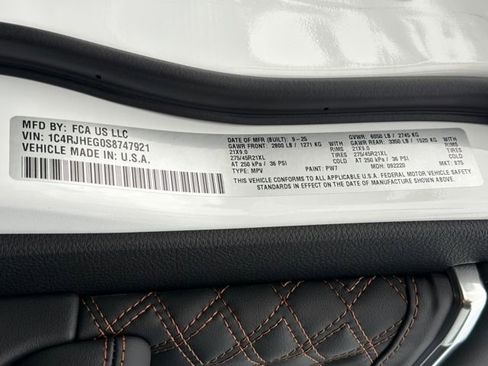 MFD BY: FCA US LLC
VIN: 1C4RJHEG0S8747921
VEHICLE MADE IN: U.S.A.
DATE OF MFR (BUILT): 9-25 GVWR: 6050 LB / 2745 KG
GAWR FRONT: 2800 LB / 1271 KG WITH GAWR REAR: 3350 LB / 1520 KG WITH
21X9.0 RIMS 21X9.0 RIMS
275/45R21XL TIRES 275/45R21XL TIRES
AT 250 kPa / 36 PSI COLD AT 250 kPa / 36 PSI COLD
TYPE: MPV PAINT: PW7 MDH: 092220 MXT: 875
THIS VEHICLE CONFORMS TO ALL APPLICABLE U.S.A. FEDERAL MOTOR VEHICLE SAFETY
STANDARDS IN EFFECT ON THE DATE OF MANUFACTURE SHOWN ABOVE.